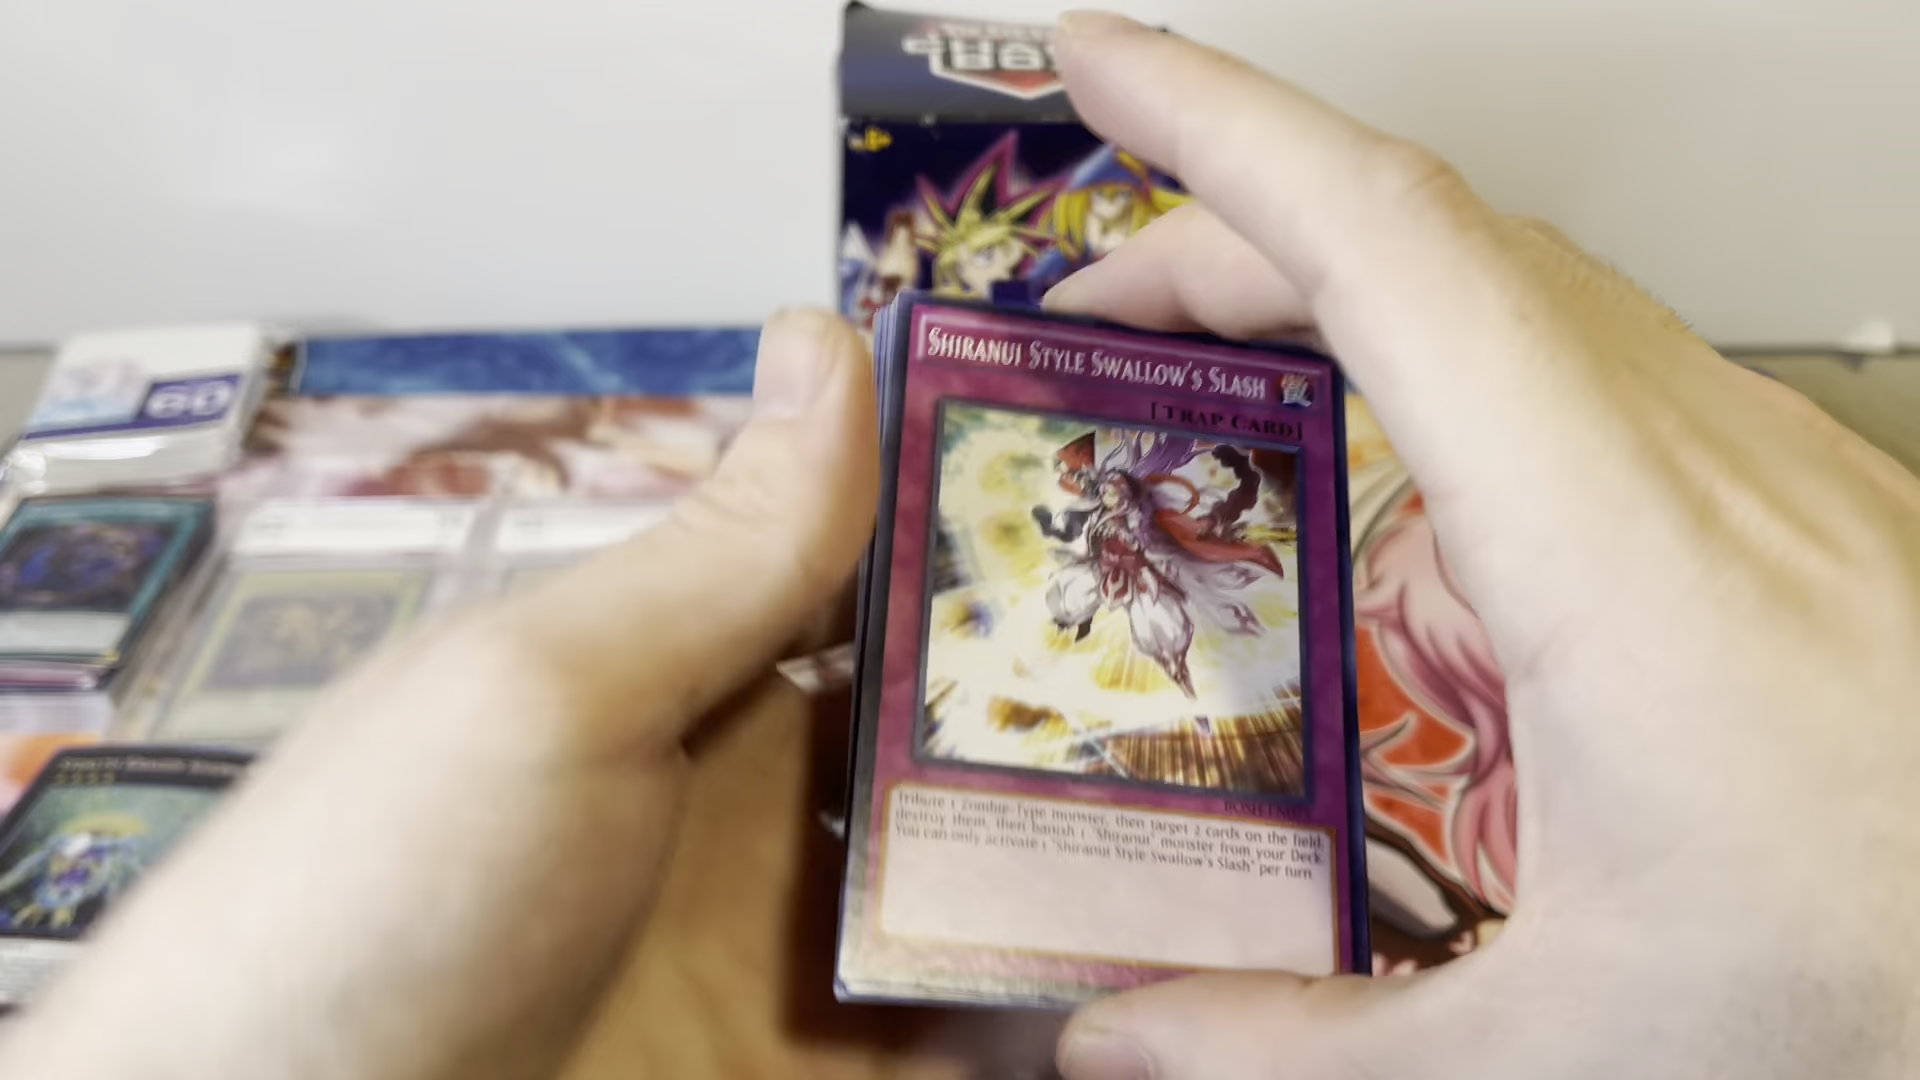 SHIRANUI STYLE SWALLOW'S SLASH
[TRAP CARD]
Tribute 1 Zombie-Type monster, then target 2 cards on the field;
destroy them, then banish 1 "Shiranui" monster from your Deck.
You can only activate 1 "Shiranui Style Swallow's Slash" per turn.
60